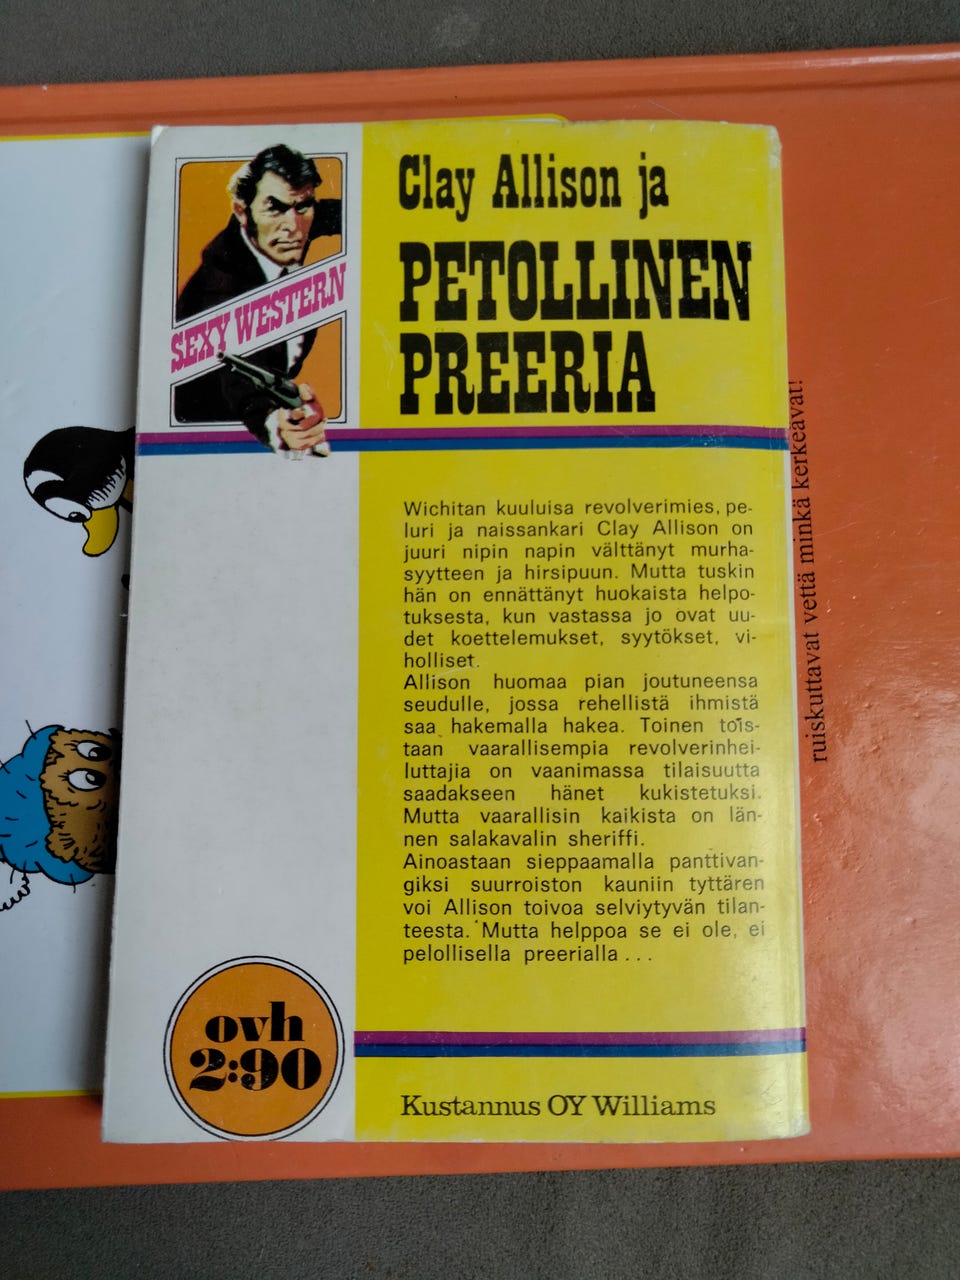 Clay Allison ja
PETOLLINEN
PREERIA
SEXY WESTERN
Wichitan kuuluisa revolverimies, pe-
luri ja naissankari Clay Allison on
juuri nipin napin välttänyt murha-
syytteen ja hirsipuun. Mutta tuskin
hän on ennättänyt huokaista helpo-
tuksesta, kun vastassa jo ovat uu-
det koettelemukset, syytökset, vi-
holliset.
Allison huomaa pian joutuneensa
seudulle, jossa rehellistä ihmistä
saa hakemalla hakea. Toinen tois-
taan vaarallisempia revolverinhei-
luttajia on vaanimassa tilaisuutta
saadakseen hänet kukistetuksi.
Mutta vaarallisin kaikista on län-
nen salakavalin sheriffi.
Ainoastaan sieppaamalla panttivan-
giksi suurroiston kauniin tyttären
voi Allison toivoa selviytyvän tilan-
teesta. Mutta helppoa se ei ole, ei
pelollisella preerialla . . .
ovh
2:90
Kustannus OY Williams
ruiskuttavat vettä minkä kerkeävät!